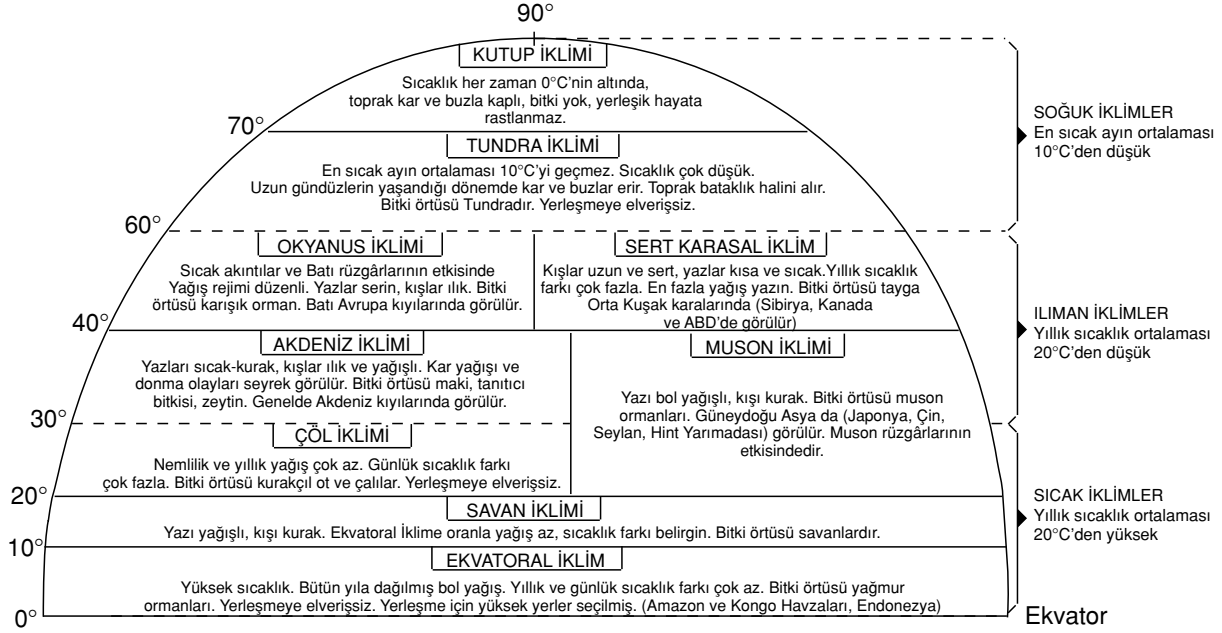 90°
KUTUP İKLİMİ
Sıcaklık her zaman 0°C'nin altında,
toprak kar ve buzla kaplı, bitki yok, yerleşik hayata
rastlanmaz.
70°
TUNDRA İKLİMİ
En sıcak ayın ortalaması 10°C'yi geçmez. Sıcaklık çok düşük.
Uzun gündüzlerin yaşandığı dönemde kar ve buzlar erir. Toprak bataklık halini alır.
Bitki örtüsü Tundradır. Yerleşmeye elverişsiz.
SOĞUK İKLİMLER
En sıcak ayın ortalaması
10°C'den düşük
60°
OKYANUS İKLİMİ
Sıcak akıntılar ve Batı rüzgârlarının etkisinde
Yağış rejimi düzenli. Yazlar serin, kışlar ılık. Bitki
örtüsü karışık orman. Batı Avrupa kıyılarında görülür.
SERT KARASAL İKLİM
Kışlar uzun ve sert, yazlar kısa ve sıcak.Yıllık sıcaklık
farkı çok fazla. En fazla yağış yazın. Bitki örtüsü tayga
Orta Kuşak karalarında (Sibirya, Kanada
ve ABD'de görülür)
40°
AKDENİZ İKLİMİ
Yazları sıcak-kurak, kışlar ılık ve yağışlı. Kar yağışı ve
donma olayları seyrek görülür. Bitki örtüsü maki, tanıtıcı
bitkisi, zeytin. Genelde Akdeniz kıyılarında görülür.
MUSON İKLİMİ
Yazı bol yağışlı, kışı kurak. Bitki örtüsü muson
ormanları. Güneydoğu Asya da (Japonya, Çin,
Seylan, Hint Yarımadası) görülür. Muson rüzgârlarının
etkisindedir.
ILIMAN İKLİMLER
Yıllık sıcaklık ortalaması
20°C'den düşük
30°
ÇÖL İKLİMİ
Nemlilik ve yıllık yağış çok az. Günlük sıcaklık farkı
çok fazla. Bitki örtüsü kurakçıl ot ve çalılar. Yerleşmeye elverişsiz.
20°
SAVAN İKLİMİ
Yazı yağışlı, kışı kurak. Ekvatoral İklime oranla yağış az, sıcaklık farkı belirgin. Bitki örtüsü savanlardır.
SICAK İKLİMLER
Yıllık sıcaklık ortalaması
20°C'den yüksek
10°
EKVATORAL İKLİM
Yüksek sıcaklık. Bütün yıla dağılmış bol yağış. Yıllık ve günlük sıcaklık farkı çok az. Bitki örtüsü yağmur
ormanları. Yerleşmeye elverişsiz. Yerleşme için yüksek yerler seçilmiş. (Amazon ve Kongo Havzaları, Endonezya)
0°
Ekvator